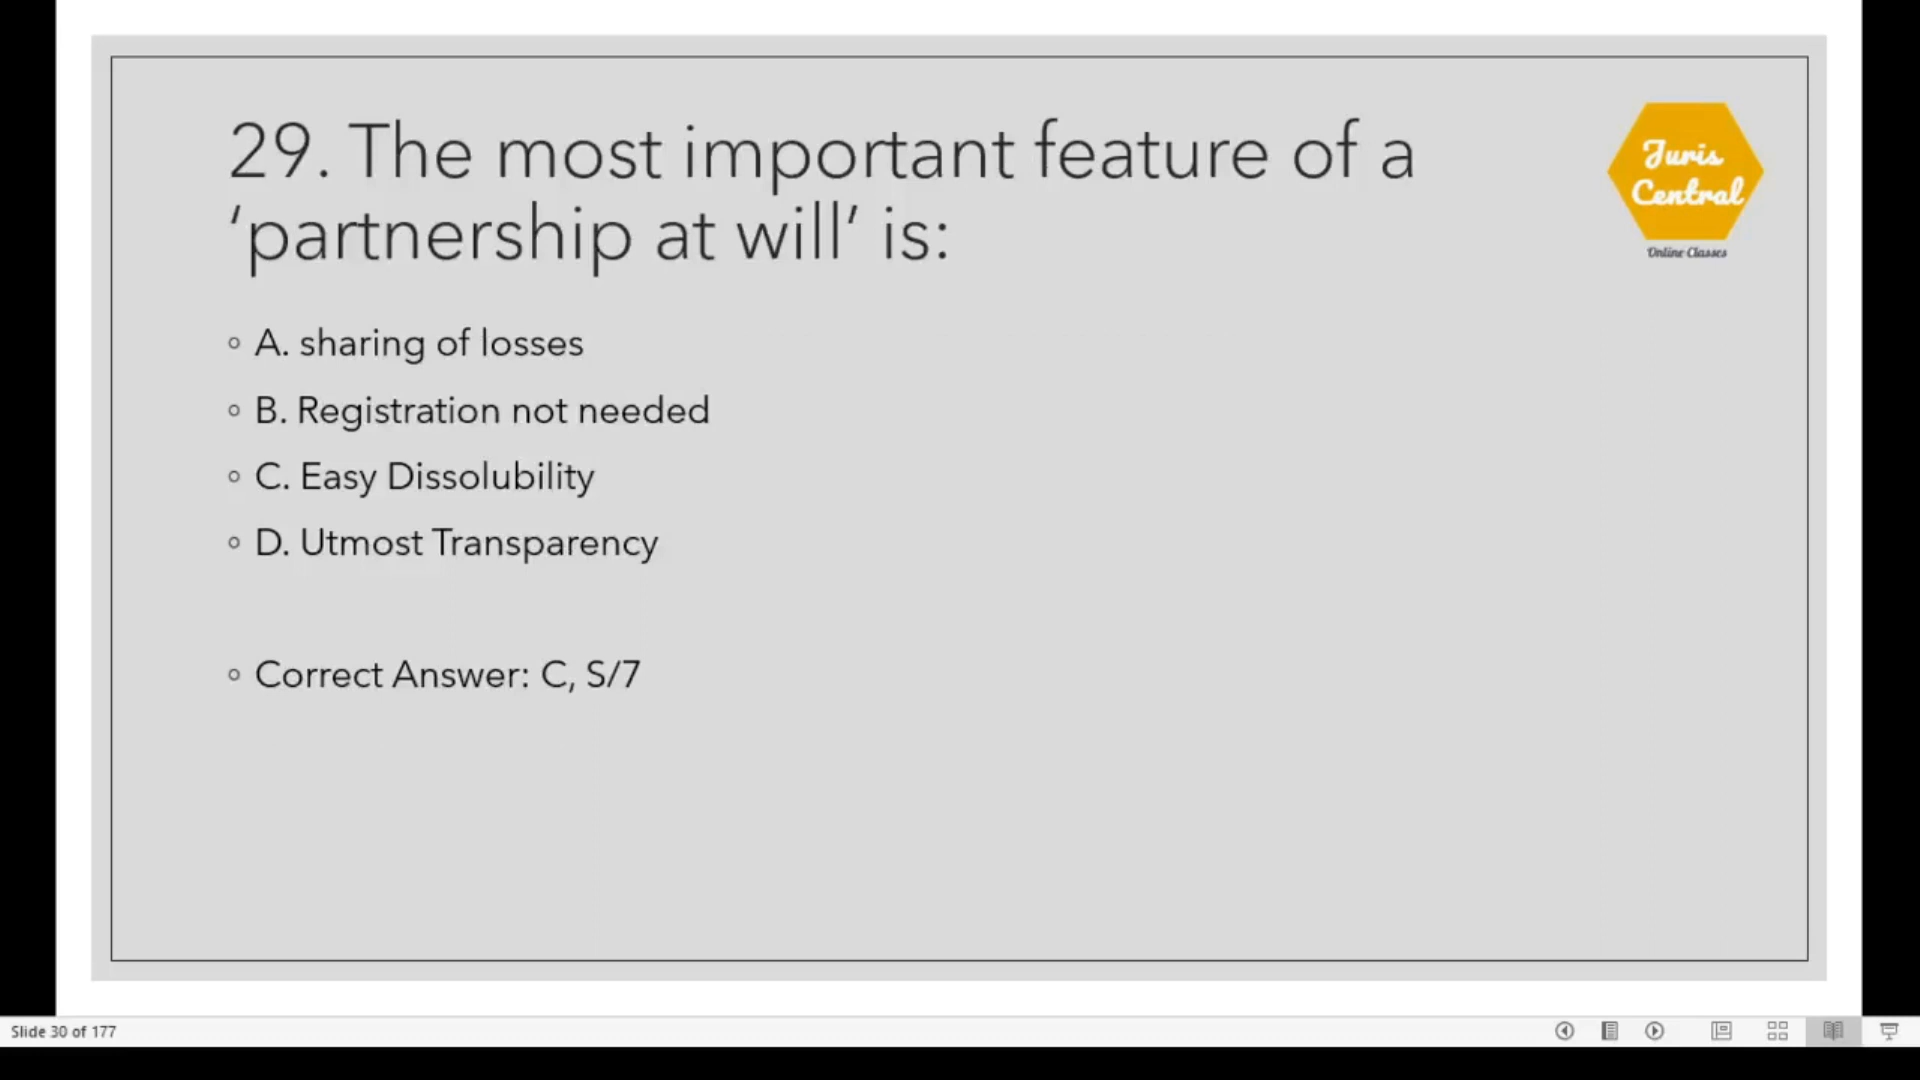 29. The most important feature of a
‘partnership at will’ is:
Juris
Central
Online Classes
A. sharing of losses
B. Registration not needed
C. Easy Dissolubility
D. Utmost Transparency
Correct Answer: C, S/7
Slide 30 of 177